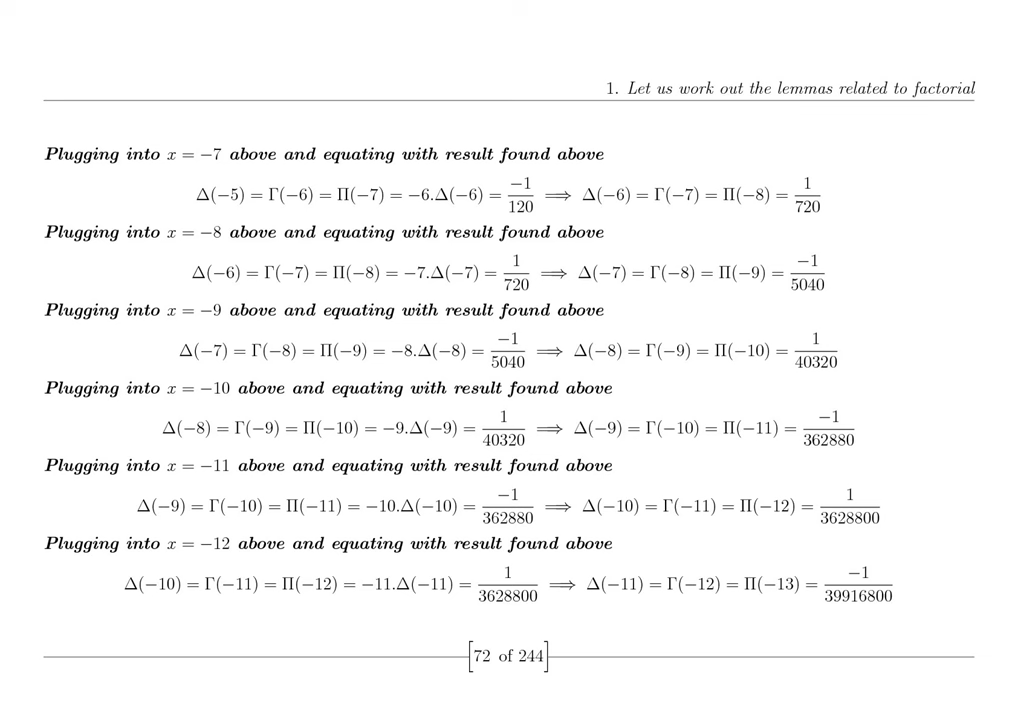 1. Let us work out the lemmas related to factorial
Plugging into x = −7 above and equating with result found above
Δ(−5) = Γ(−6) = Π(−7) = −6.Δ(−6) = −1/120 ⟹ Δ(−6) = Γ(−7) = Π(−8) = 1/720
Plugging into x = −8 above and equating with result found above
Δ(−6) = Γ(−7) = Π(−8) = −7.Δ(−7) = 1/720 ⟹ Δ(−7) = Γ(−8) = Π(−9) = −1/5040
Plugging into x = −9 above and equating with result found above
Δ(−7) = Γ(−8) = Π(−9) = −8.Δ(−8) = −1/5040 ⟹ Δ(−8) = Γ(−9) = Π(−10) = 1/40320
Plugging into x = −10 above and equating with result found above
Δ(−8) = Γ(−9) = Π(−10) = −9.Δ(−9) = 1/40320 ⟹ Δ(−9) = Γ(−10) = Π(−11) = −1/362880
Plugging into x = −11 above and equating with result found above
Δ(−9) = Γ(−10) = Π(−11) = −10.Δ(−10) = −1/362880 ⟹ Δ(−10) = Γ(−11) = Π(−12) = 1/3628800
Plugging into x = −12 above and equating with result found above
Δ(−10) = Γ(−11) = Π(−12) = −11.Δ(−11) = 1/3628800 ⟹ Δ(−11) = Γ(−12) = Π(−13) = −1/39916800
[72 of 244]